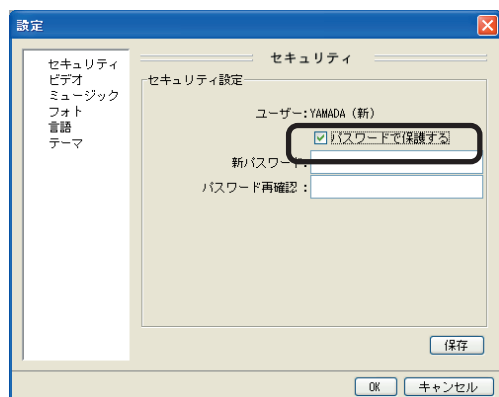 設定
セキュリティ
ビデオ
ミュージック
フォト
言語
テーマ
セキュリティ
セキュリティ設定
ユーザー:YAMADA（新）
パスワードで保護する
新パスワード:
パスワード再確認：
保存
OK
キャンセル